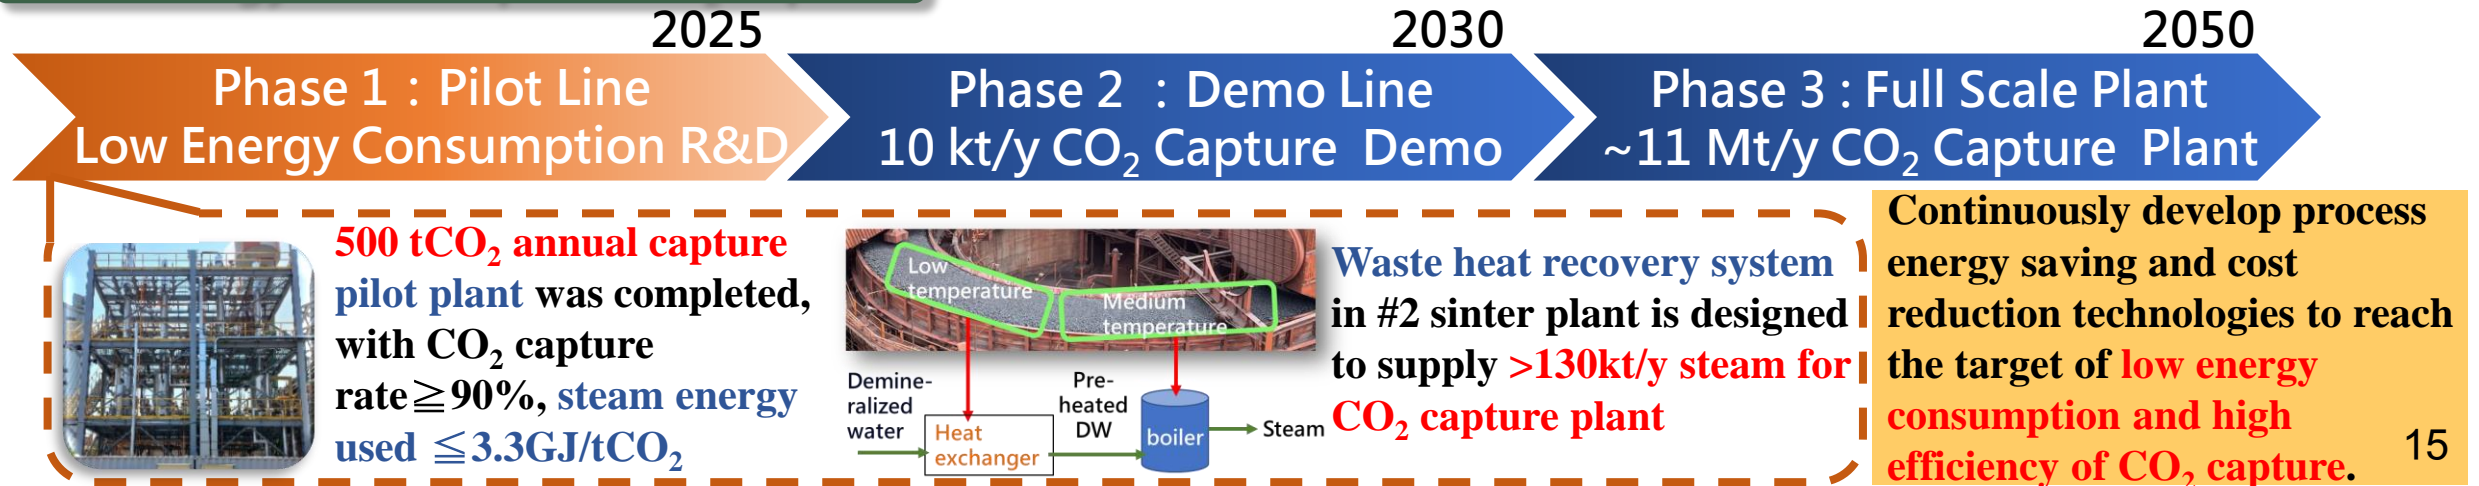 2025
2030
2050
Phase 1：Pilot Line
Low Energy Consumption R&D
Phase 2 ：Demo Line
10 kt/y CO₂ Capture Demo
Phase 3 : Full Scale Plant
~11 Mt/y CO₂ Capture Plant
500 tCO₂ annual capture
pilot plant was completed,
with CO₂ capture
rate≧90%, steam energy
used ≦3.3GJ/tCO₂
Low
temperature
Medium
temperature
Demine-
ralized
water
Heat
exchanger
Pre-
heated
DW
boiler
Steam
Waste heat recovery system
in #2 sinter plant is designed
to supply >130kt/y steam for
CO₂ capture plant
Continuously develop process
energy saving and cost
reduction technologies to reach
the target of low energy
consumption and high
efficiency of CO₂ capture.
15